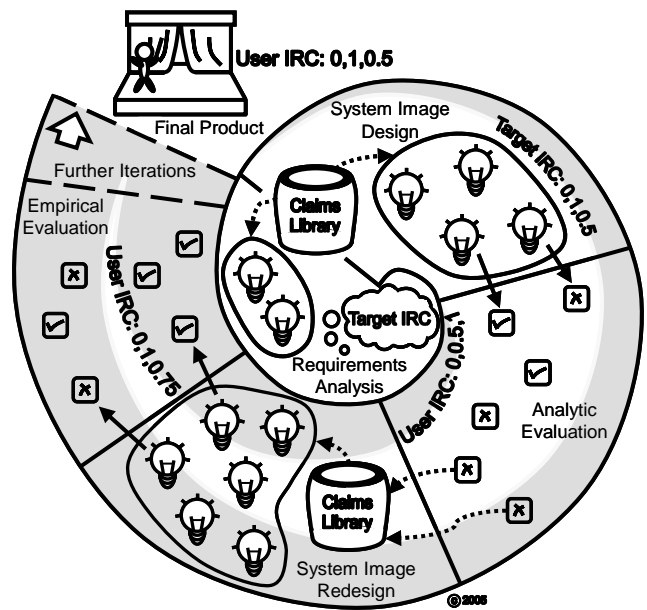 User IRC: 0,1,0.5
Final Product
System Image
Design
Target IRC: 0,1,0.5
Further Iterations
Claims
Library
Empirical
Evaluation
User IRC: 0,1,0.75
Target IRC
Requirements
Analysis
User IRC: 0,0.5,1
Analytic
Evaluation
Claims
Library
System Image
Redesign
© 2005